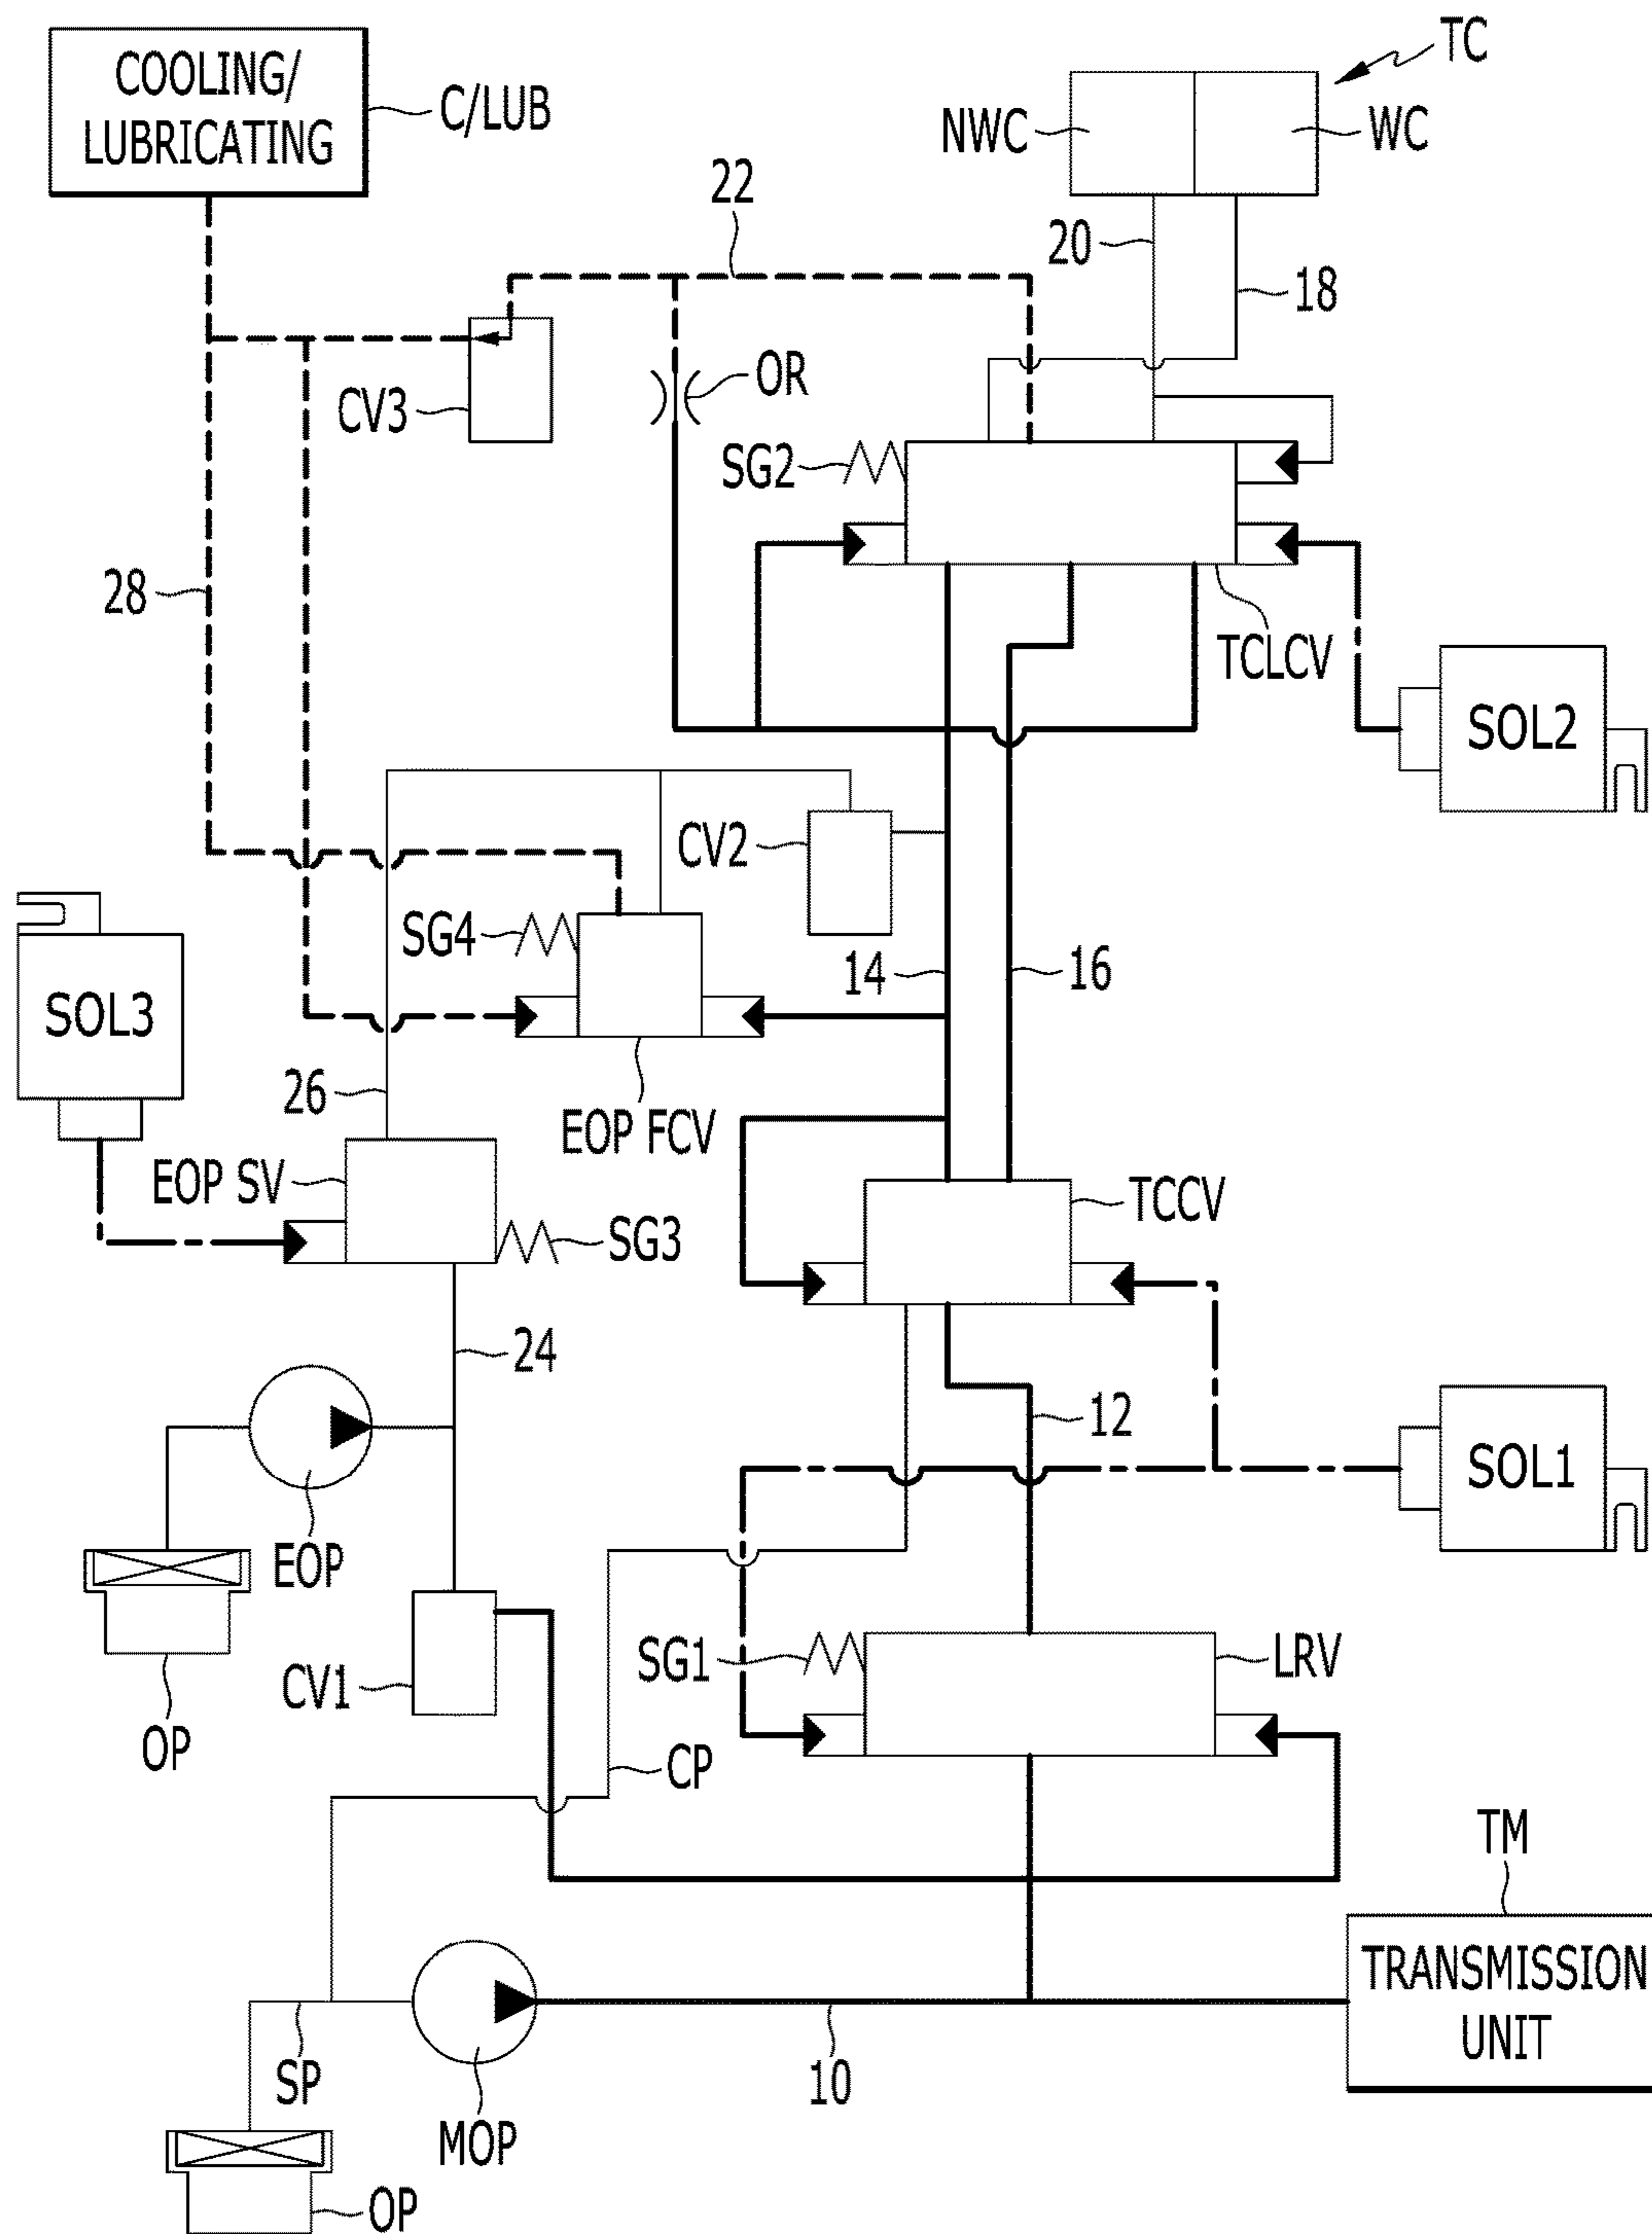 TC
COOLING/
LUBRICATING
C/LUB
NWC
WC
22
20
18
CV3
OR
SG2
28
TCLCV
SOL2
CV2
SG4
14
16
SOL3
26
EOP FCV
EOP SV
TCCV
SG3
24
12
SOL1
EOP
SG1
LRV
CV1
OP
CP
TM
TRANSMISSION
UNIT
SP
10
MOP
OP